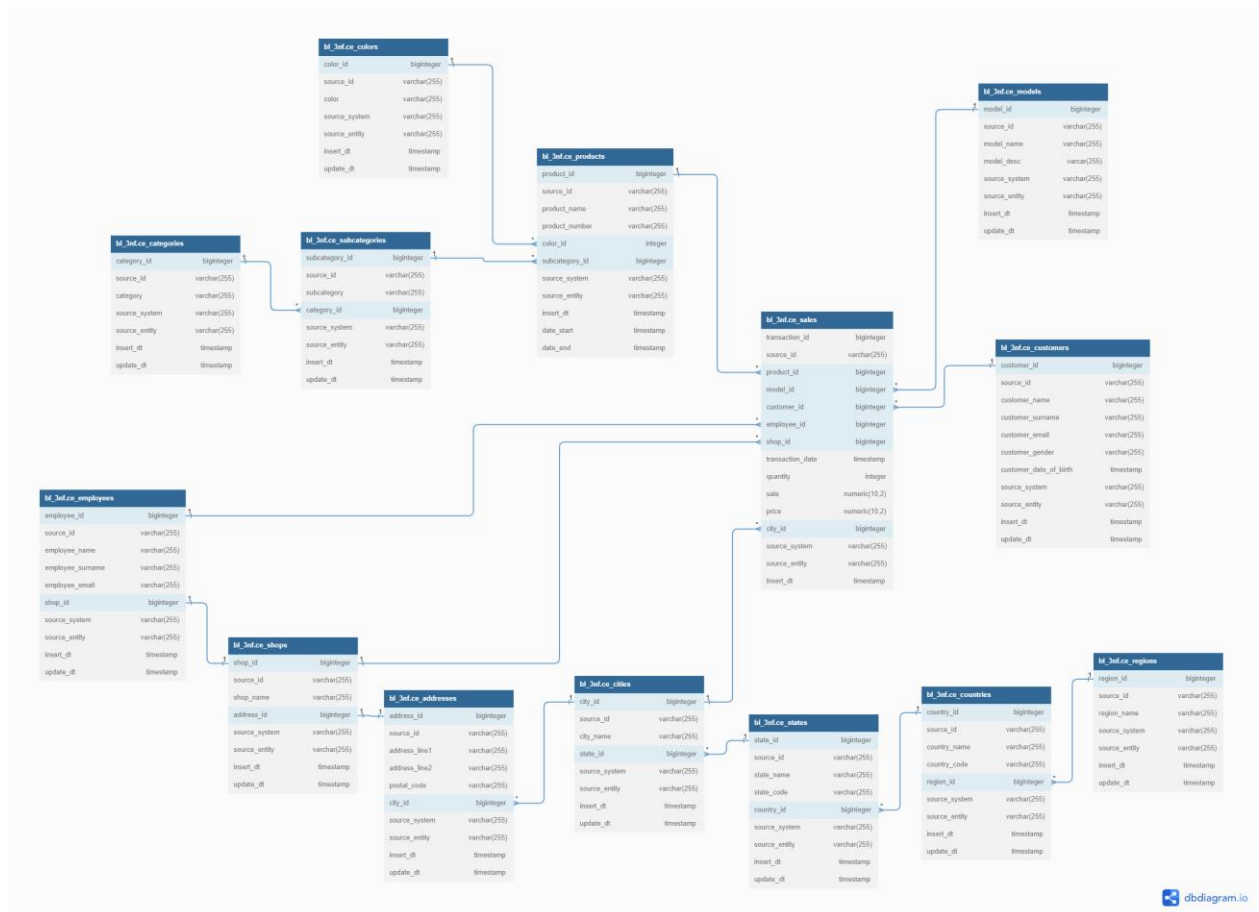 bl_3nf.ce_colors
color_id biginteger
source_id varchar(255)
color varchar(255)
source_system varchar(255)
source_entity varchar(255)
insert_dt timestamp
update_dt timestamp
bl_3nf.ce_models
model_id biginteger
source_id varchar(255)
model_name varchar(255)
model_desc varcar(255)
source_system varchar(255)
source_entity varchar(255)
insert_dt timestamp
update_dt timestamp
bl_3nf.ce_products
product_id biginteger
source_id varchar(255)
product_name varchar(255)
product_number varchar(255)
color_id integer
subcategory_id biginteger
source_system varchar(255)
source_entity varchar(255)
insert_dt timestamp
date_start timestamp
date_end timestamp
bl_3nf.ce_categories
category_id biginteger
source_id varchar(255)
category varchar(255)
source_system varchar(255)
source_entity varchar(255)
insert_dt timestamp
update_dt timestamp
bl_3nf.ce_subcategories
subcategory_id biginteger
source_id varchar(255)
subcategory varchar(255)
category_id biginteger
source_system varchar(255)
source_entity varchar(255)
insert_dt timestamp
update_dt timestamp
bl_3nf.ce_sales
transaction_id biginteger
source_id varchar(255)
product_id biginteger
model_id biginteger
customer_id biginteger
employee_id biginteger
shop_id biginteger
transaction_date timestamp
quantity integer
sale numeric(10,2)
price numeric(10,2)
city_id biginteger
source_system varchar(255)
source_entity varchar(255)
insert_dt timestamp
bl_3nf.ce_customers
customer_id biginteger
source_id varchar(255)
customer_name varchar(255)
customer_surname varchar(255)
customer_email varchar(255)
customer_gender varchar(255)
customer_date_of_birth timestamp
source_system varchar(255)
source_entity varchar(255)
insert_dt timestamp
update_dt timestamp
bl_3nf.ce_employees
employee_id biginteger
source_id varchar(255)
employee_name varchar(255)
employee_surname varchar(255)
employee_email varchar(255)
shop_id biginteger
source_system varchar(255)
source_entity varchar(255)
insert_dt timestamp
update_dt timestamp
bl_3nf.ce_shops
shop_id biginteger
source_id varchar(255)
shop_name varchar(255)
address_id biginteger
source_system varchar(255)
source_entity varchar(255)
insert_dt timestamp
update_dt timestamp
bl_3nf.ce_addresses
address_id biginteger
source_id varchar(255)
address_line1 varchar(255)
address_line2 varchar(255)
postal_code varchar(255)
city_id biginteger
source_system varchar(255)
source_entity varchar(255)
insert_dt timestamp
update_dt timestamp
bl_3nf.ce_cities
city_id biginteger
source_id varchar(255)
city_name varchar(255)
state_id biginteger
source_system varchar(255)
source_entity varchar(255)
insert_dt timestamp
update_dt timestamp
bl_3nf.ce_states
state_id biginteger
source_id varchar(255)
state_name varchar(255)
state_code varchar(255)
country_id biginteger
source_system varchar(255)
source_entity varchar(255)
insert_dt timestamp
update_dt timestamp
bl_3nf.ce_countries
country_id biginteger
source_id varchar(255)
country_name varchar(255)
country_code varchar(255)
region_id biginteger
source_system varchar(255)
source_entity varchar(255)
insert_dt timestamp
update_dt timestamp
bl_3nf.ce_regions
region_id biginteger
source_id varchar(255)
region_name varchar(255)
source_system varchar(255)
source_entity varchar(255)
insert_dt timestamp
update_dt timestamp
dbdiagram.io